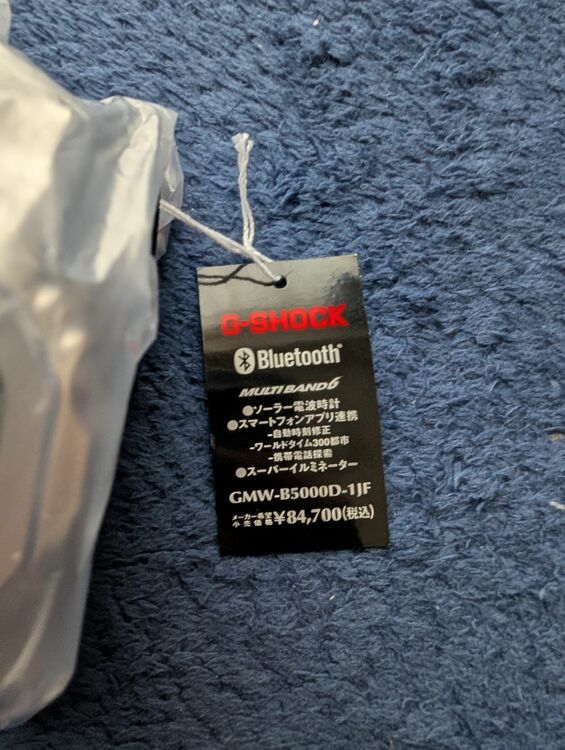 G-SHOCK
Bluetooth®
MULTIBAND6
●ソーラー電波時計
●スマートフォンアプリ連携
-自動時刻修正
-ワールドタイム300都市
-携帯電話探索
●スーパーイルミネーター
GMW-B5000D-1JF
メーカー希望小売価格¥84,700(税込)